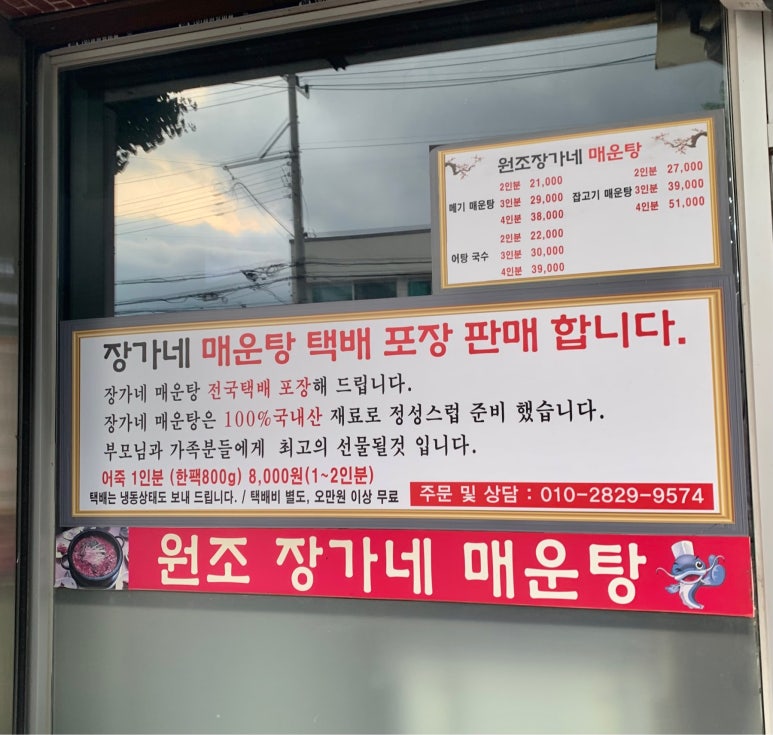 원조장가네 매운탕
메기 매운탕
2인분 21,000
3인분 29,000
4인분 38,000
잡고기 매운탕
2인분 27,000
3인분 39,000
4인분 51,000
어탕 국수
2인분 22,000
3인분 30,000
4인분 39,000
장가네 매운탕 택배 포장 판매 합니다.
장가네 매운탕 전국택배 포장해 드립니다.
장가네 매운탕은 100%국내산 재료로 정성스럽 준비 했습니다.
부모님과 가족분들에게 최고의 선물될것 입니다.
어죽 1인분 (한팩800g) 8,000원(1~2인분)
택배는 냉동상태도 보내 드립니다. / 택배비 별도, 오만원 이상 무료
주문 및 상담 : 010-2829-9574
원조 장가네 매운탕